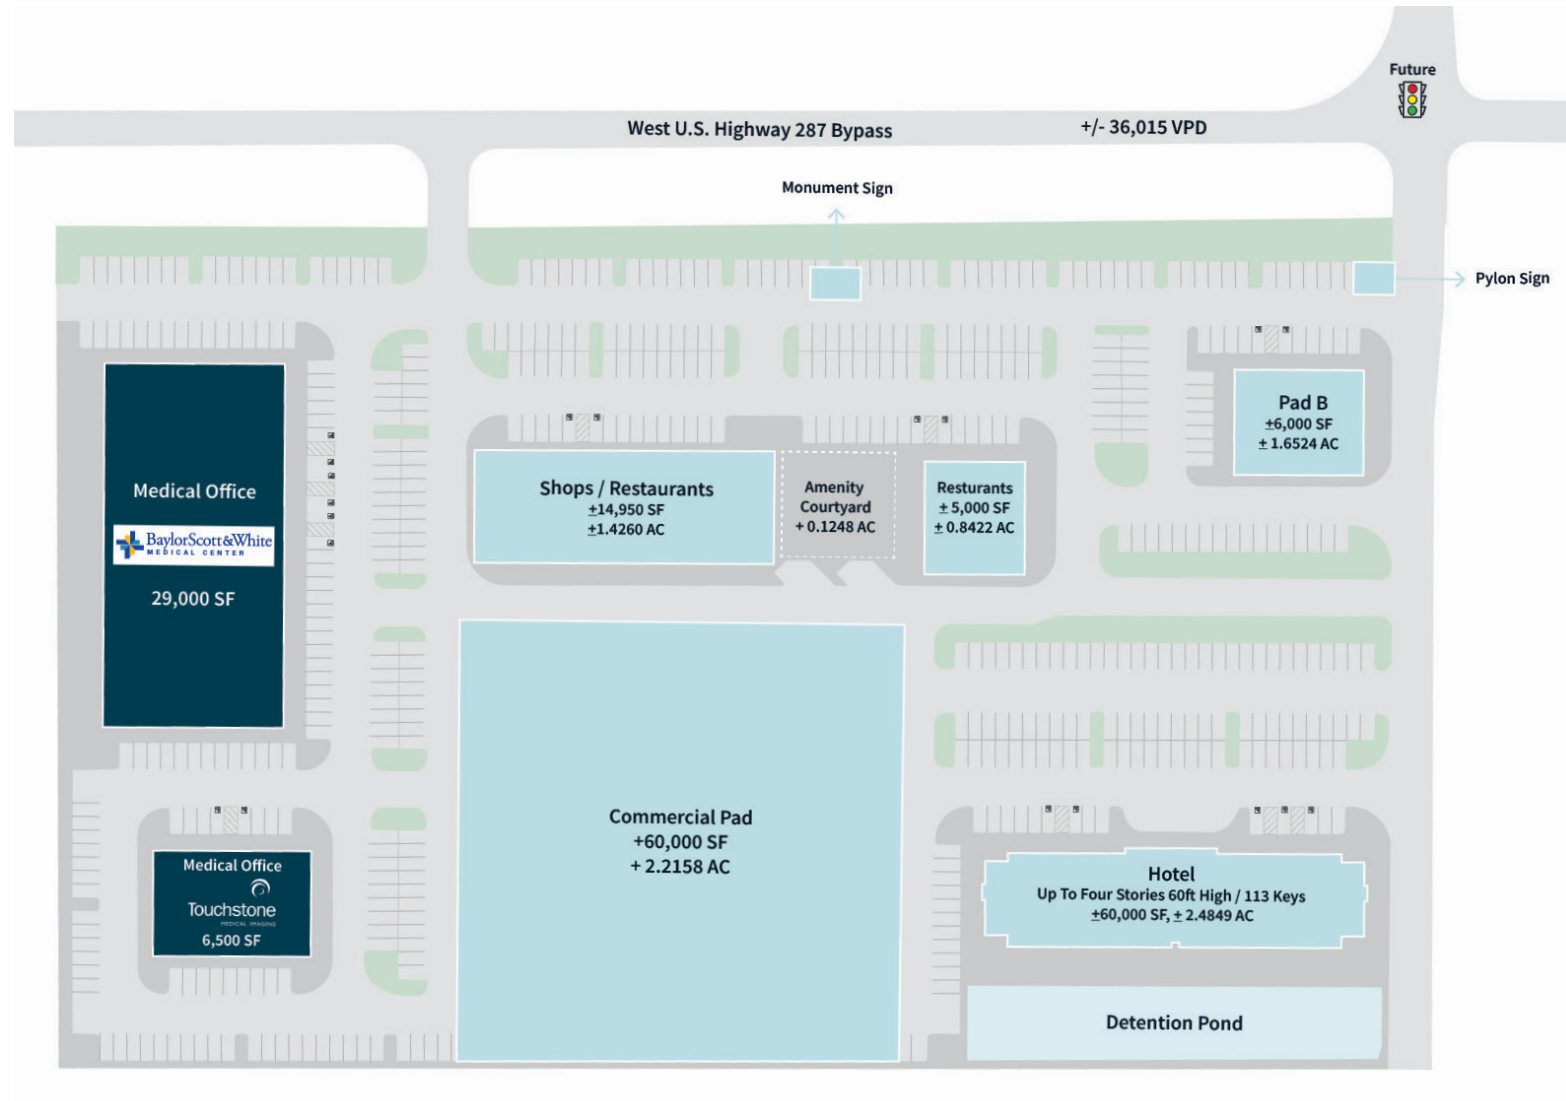 Future
West U.S. Highway 287 Bypass
+/- 36,015 VPD
Monument Sign
Pylon Sign
Pad B
±6,000 SF
± 1.6524 AC
Medical Office
BaylorScott&White
MEDICAL CENTER
29,000 SF
Shops / Restaurants
±14,950 SF
±1.4260 AC
Amenity
Courtyard
+ 0.1248 AC
Resturants
± 5,000 SF
± 0.8422 AC
Commercial Pad
+60,000 SF
+ 2.2158 AC
Medical Office
Touchstone
MEDICAL IMAGING
6,500 SF
Hotel
Up To Four Stories 60ft High / 113 Keys
±60,000 SF, ± 2.4849 AC
Detention Pond